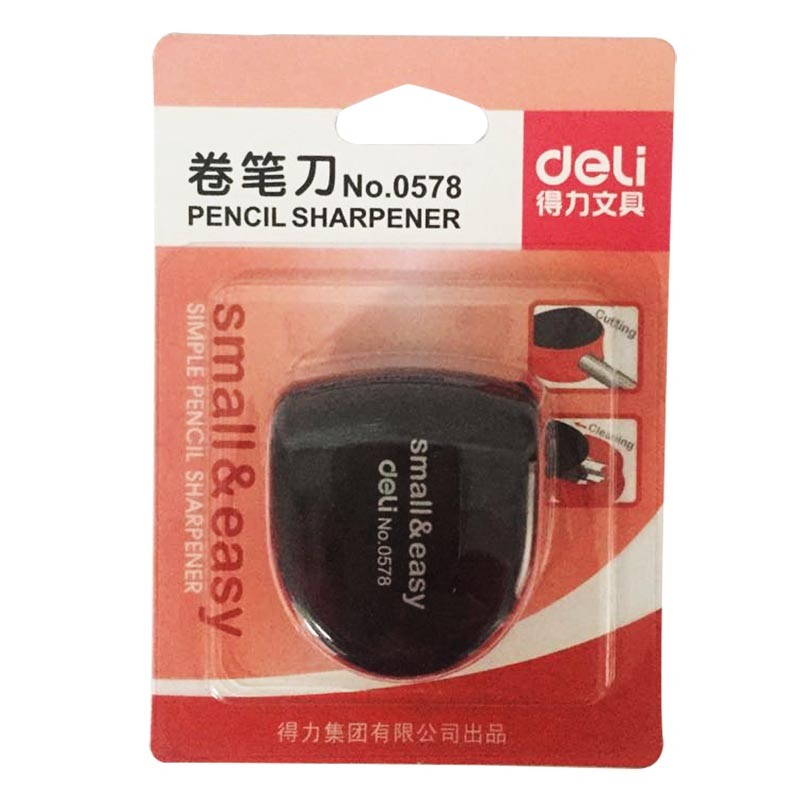 卷笔刀No.0578
PENCIL SHARPENER
deli
得力文具
small&easy
SIMPLE PENCIL SHARPENER
Cutting
Cleaning
small&easy
deli No.0578
得力集团有限公司出品